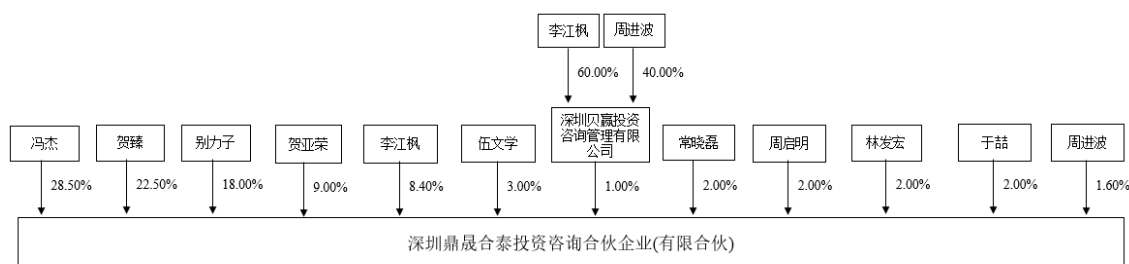 李江枫 周进波
60.00% 40.00%
冯杰 贺臻 别力子 贺亚荣 李江枫 伍文学 深圳贝赢投资
咨询管理有限
公司 常晓磊 周启明 林发宏 于喆 周进波
28.50% 22.50% 18.00% 9.00% 8.40% 3.00% 1.00% 2.00% 2.00% 2.00% 2.00% 1.60%
深圳鼎晟合泰投资咨询合伙企业(有限合伙)